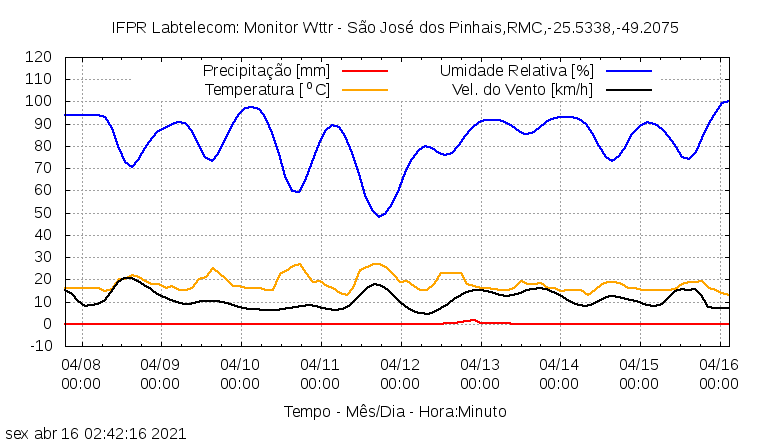 IFPR Labtelecom: Monitor Wttr - São José dos Pinhais,RMC,-25.5338,-49.2075
120
110
100
90
80
70
60
50
40
30
20
10
0
-10
Precipitação [mm]
Temperatura [⁰C]
Umidade Relativa [%]
Vel. do Vento [km/h]
04/08 04/09 04/10 04/11 04/12 04/13 04/14 04/15 04/16
00:00 00:00 00:00 00:00 00:00 00:00 00:00 00:00 00:00
Tempo - Mês/Dia - Hora:Minuto
sex abr 16 02:42:16 2021